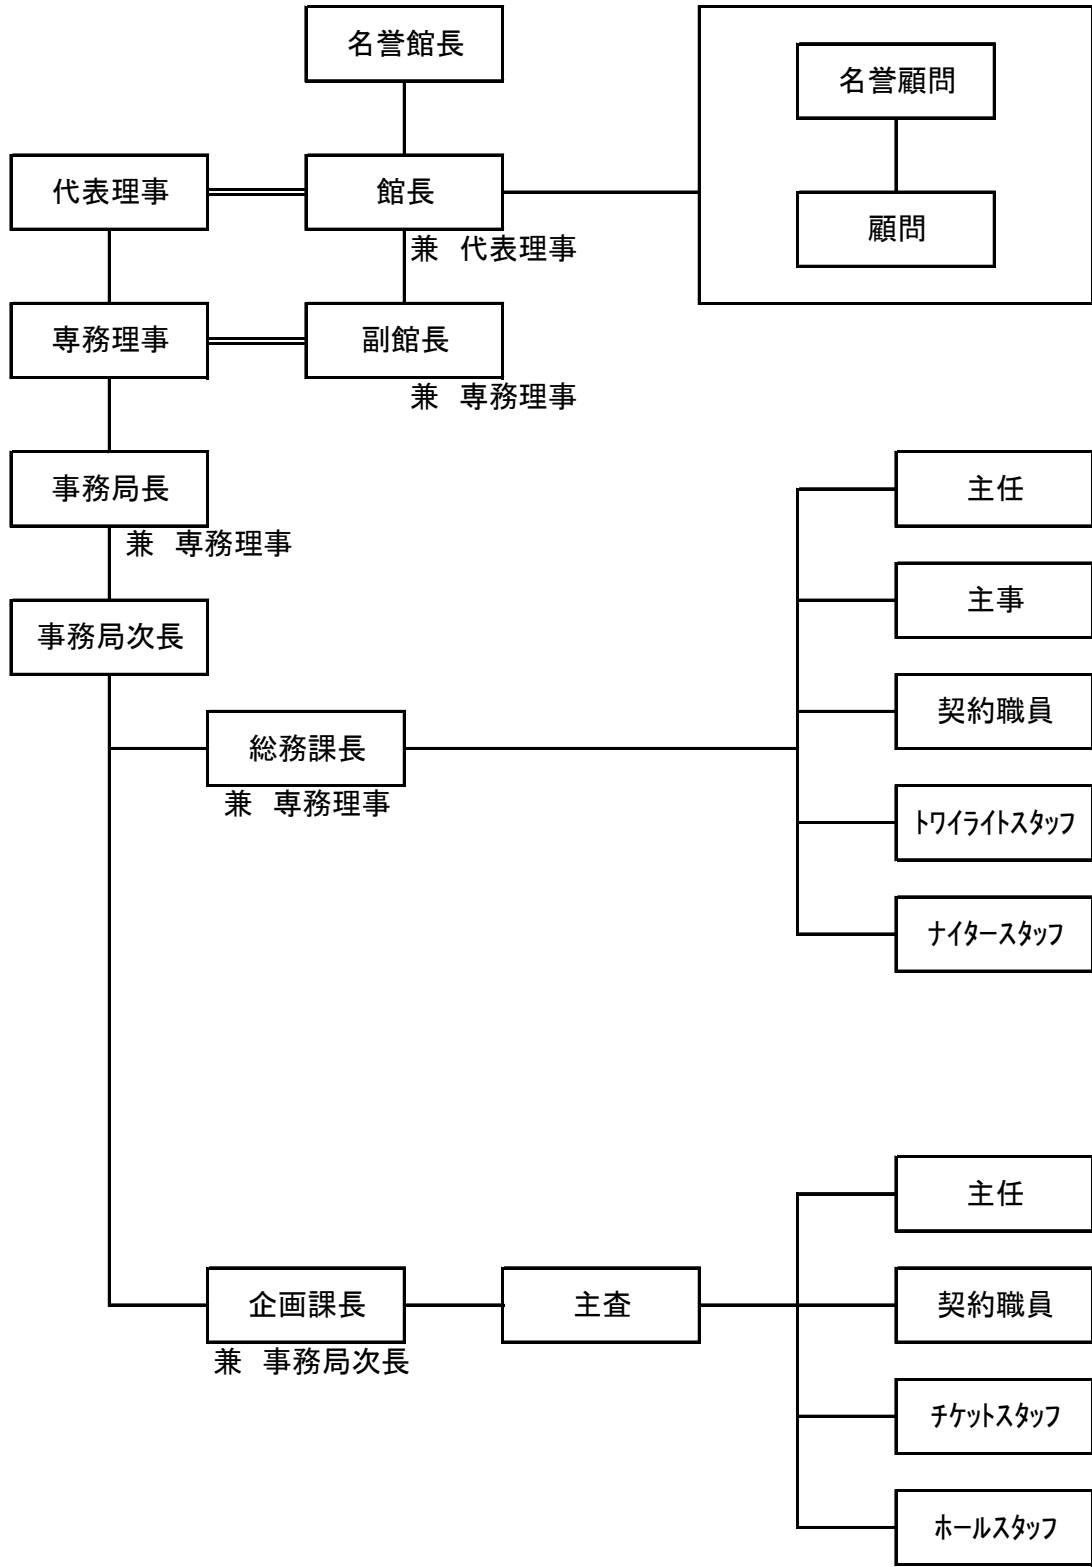 名誉館長
名誉顧問
代表理事
館長
兼 代表理事
顧問
専務理事
副館長
兼 専務理事
事務局長
兼 専務理事
主任
主事
事務局次長
契約職員
総務課長
兼 専務理事
ﾄﾜｲﾗｲﾄｽﾀｯﾌ
ﾅｲﾀｰｽﾀｯﾌ
主任
企画課長
兼 事務局次長
主査
契約職員
ﾁｹｯﾄｽﾀｯﾌ
ﾎｰﾙｽﾀｯﾌ